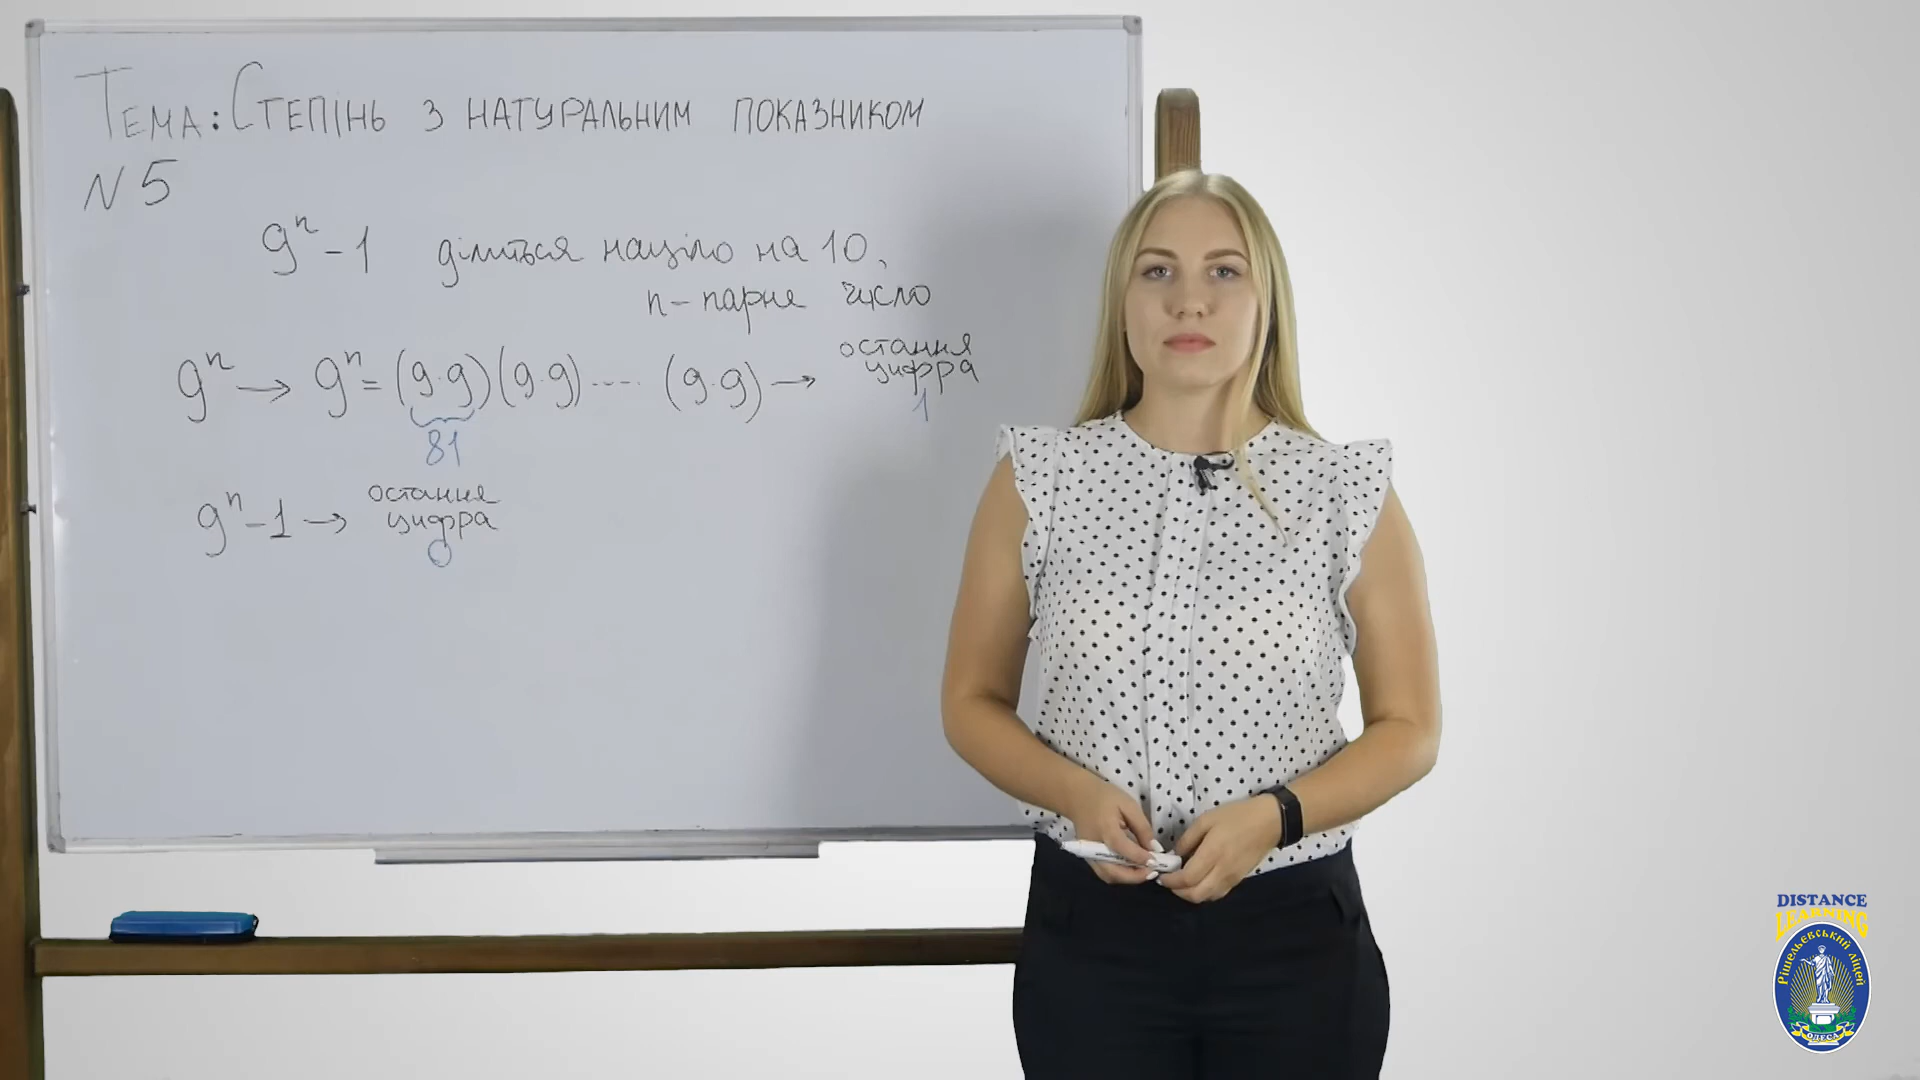 Тема: Степінь з натуральним показником
N 5
9ⁿ - 1 ділиться націло на 10,
n - парне число
9ⁿ → 9ⁿ = (9·9)(9·9)····(9·9) → остання цифра
81
1
9ⁿ - 1 → остання цифра
0
DISTANCE
LEARNING
Рішельєвський ліцей
ОДЕСА